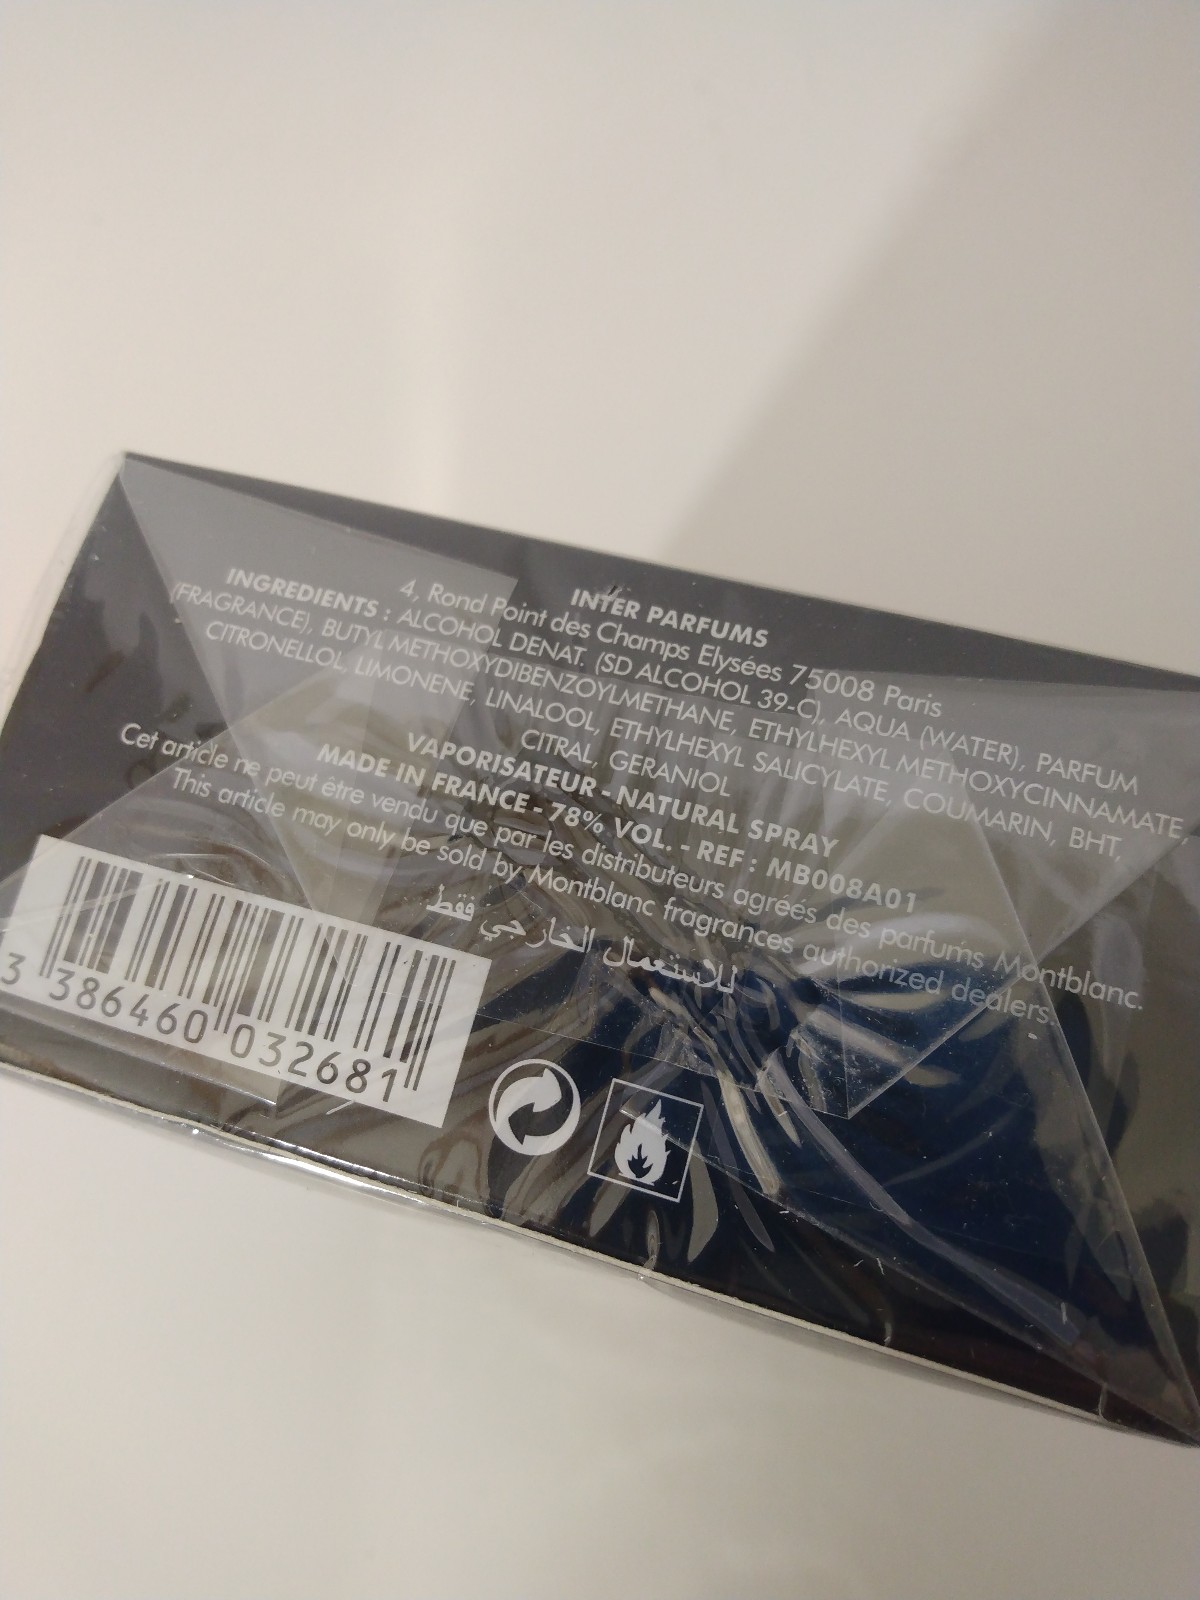 INTER PARFUMS
4, Rond Point des Champs Elysées 75008 Paris
INGREDIENTS : ALCOHOL DENAT. (SD ALCOHOL 39-C), AQUA (WATER), PARFUM
(FRAGRANCE), BUTYL METHOXYDIBENZOYLMETHANE, ETHYLHEXYL METHOXYCINNAMATE,
CITRONELLOL, LIMONENE, LINALOOL, ETHYLHEXYL SALICYLATE, COUMARIN, BHT,
CITRAL, GERANIOL
VAPORISATEUR - NATURAL SPRAY
MADE IN FRANCE - 78% VOL. - REF : MB008A01
Cet article ne peut être vendu que par les distributeurs agréés des parfums Montblanc.
This article may only be sold by Montblanc fragrances authorized dealers.
للاستعمال الخارجي فقط
3 386460 032681